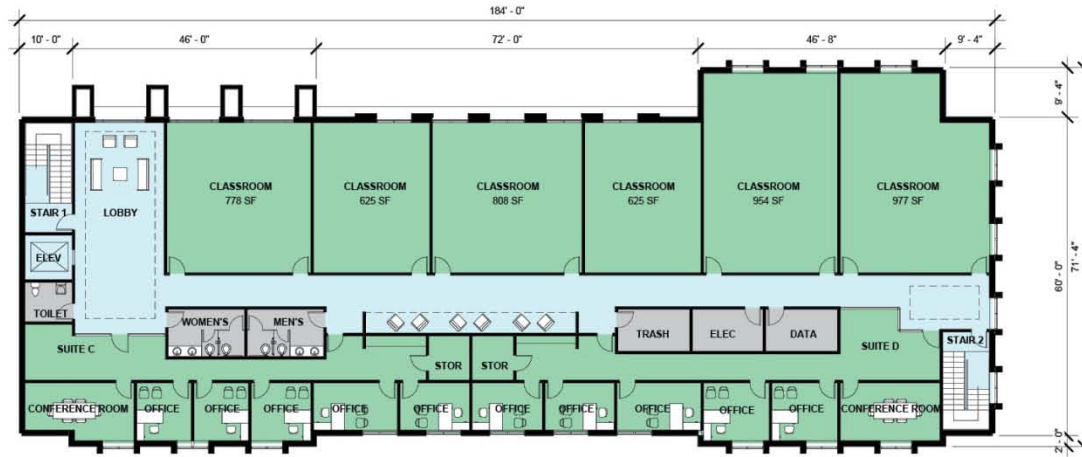 184' - 0"
10' - 0"
46' - 0"
72' - 0"
46' - 8"
9' - 4"
9' - 4"
CLASSROOM
778 SF
CLASSROOM
625 SF
CLASSROOM
808 SF
CLASSROOM
625 SF
CLASSROOM
954 SF
CLASSROOM
977 SF
STAIR 1
LOBBY
ELEV
TOILET
60' - 0"
71' - 4"
WOMEN'S
MEN'S
TRASH
ELEC
DATA
SUITE C
STOR
STOR
SUITE D
STAIR 2
CONFERENCE ROOM
OFFICE
OFFICE
OFFICE
OFFICE
OFFICE
OFFICE
OFFICE
OFFICE
OFFICE
OFFICE
CONFERENCE ROOM
2' - 0"